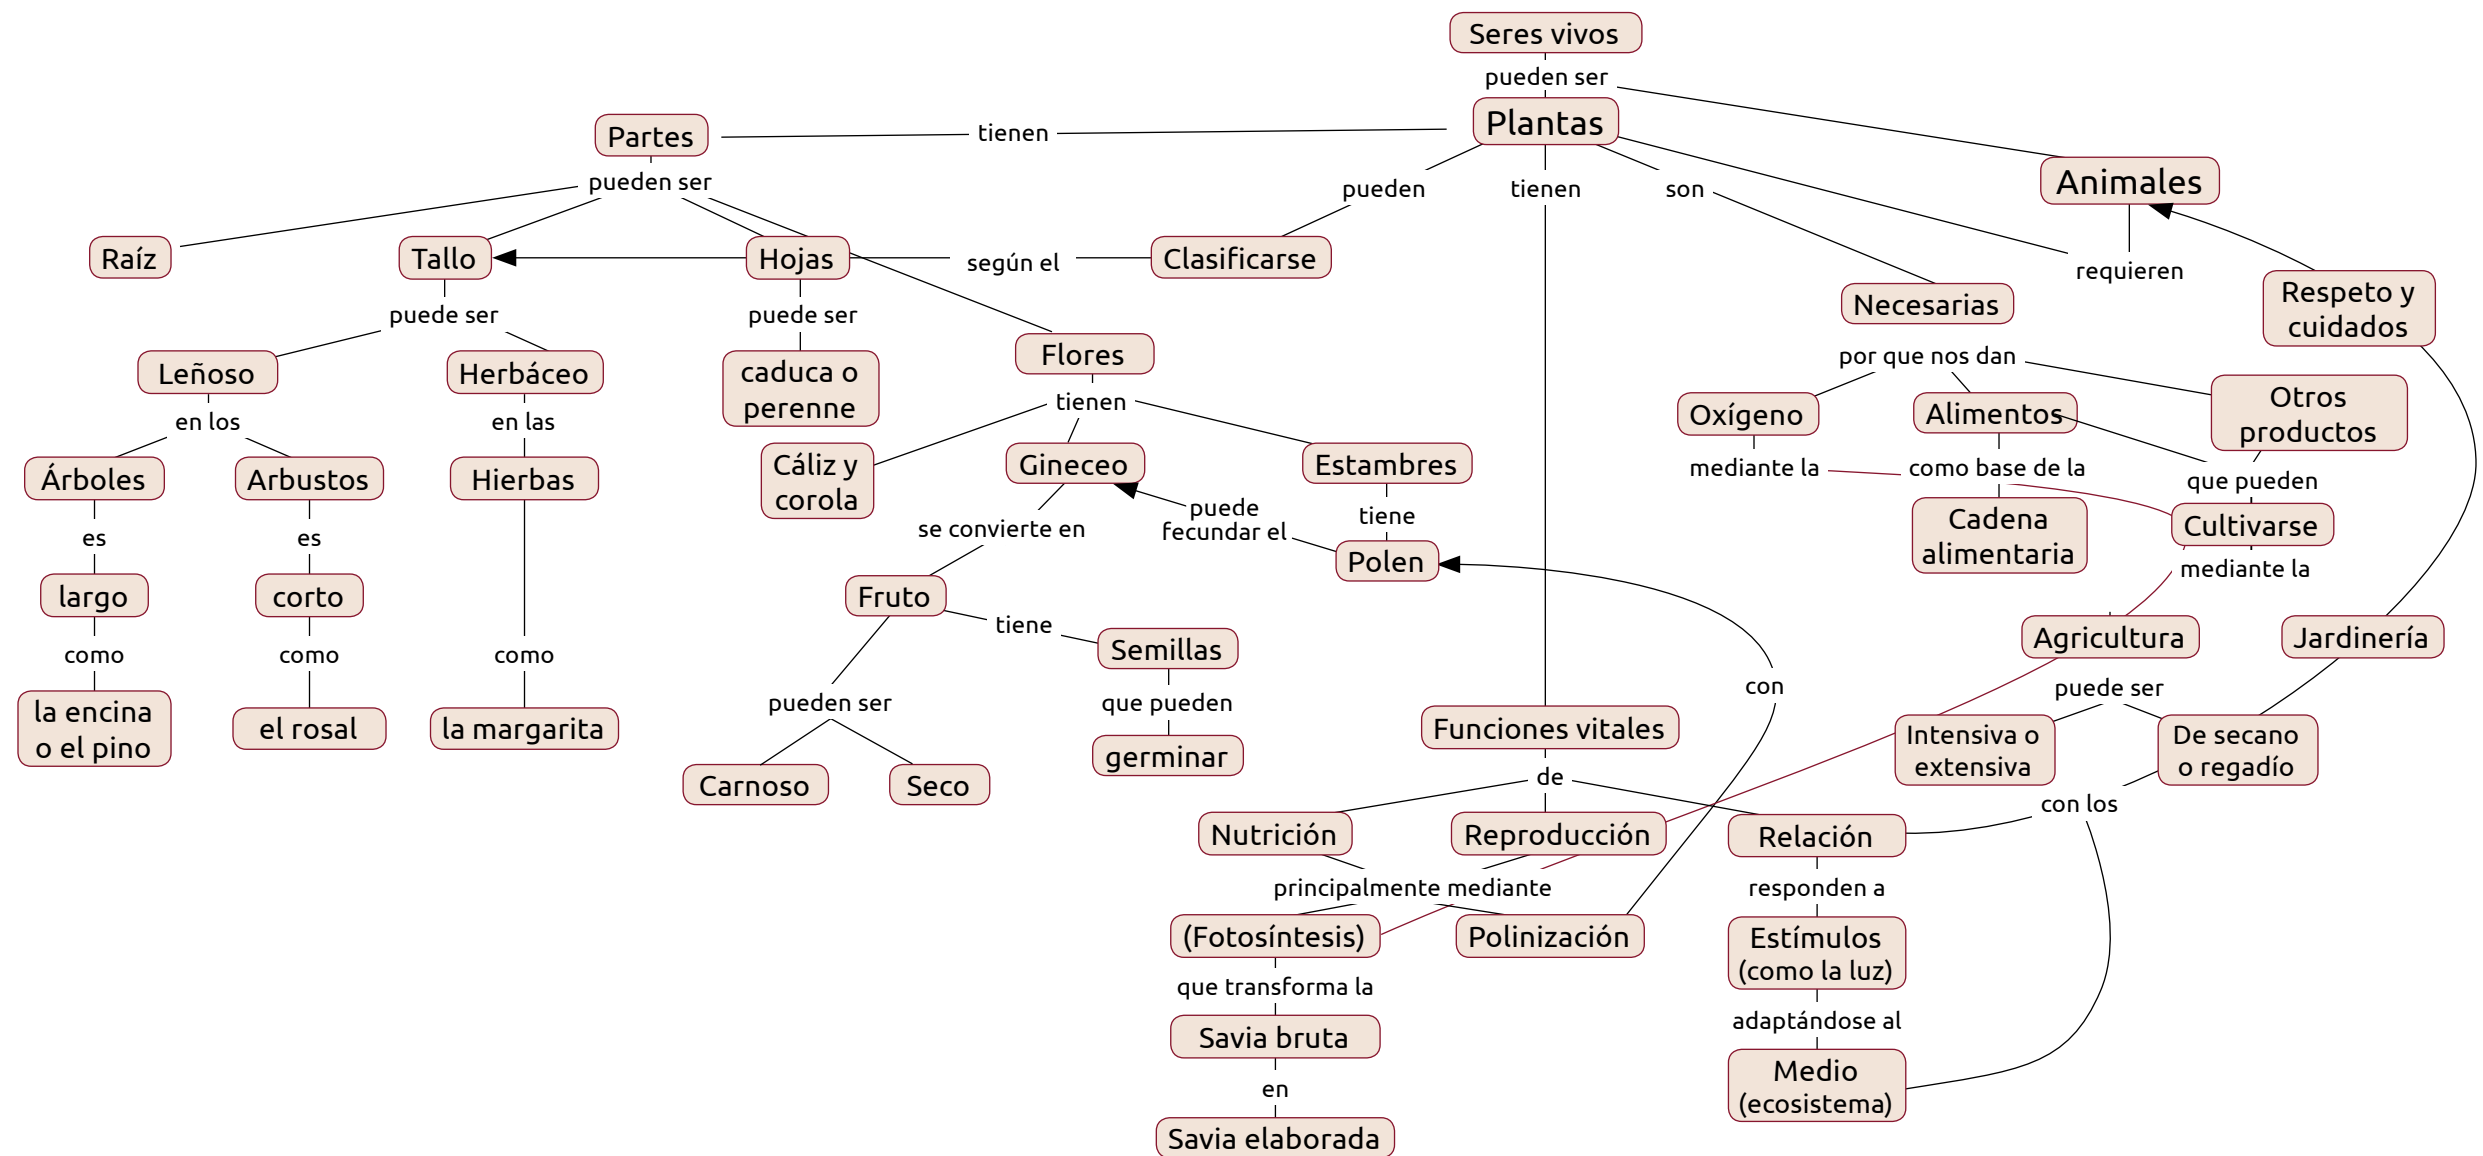 Seres vivos
pueden ser
Plantas
Partes
tienen
Animales
pueden ser
pueden
tienen
son
requieren
Raíz
Tallo
Hojas
según el
Clasificarse
Necesarias
Respeto y
cuidados
puede ser
puede ser
Flores
por que nos dan
Leñoso
Herbáceo
caduca o
perenne
tienen
Oxígeno
Alimentos
Otros
productos
en los
en las
Cáliz y
corola
Gineceo
Estambres
mediante la
como base de la
que pueden
Árboles
Arbustos
Hierbas
puede
fecundar el
tiene
Cadena
alimentaria
Cultivarse
es
es
se convierte en
Polen
mediante la
largo
corto
Fruto
tiene
Semillas
Agricultura
Jardinería
como
como
como
pueden ser
que pueden
con
puede ser
la encina
o el pino
el rosal
la margarita
Carnoso
Seco
germinar
Funciones vitales
Intensiva o
extensiva
De secano
o regadío
de
con los
Nutrición
Reproducción
Relación
principalmente mediante
responden a
(Fotosíntesis)
Polinización
Estímulos
(como la luz)
que transforma la
adaptándose al
Savia bruta
Medio
(ecosistema)
en
Savia elaborada